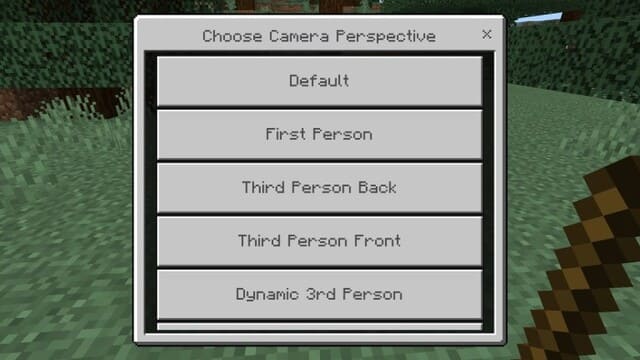 Choose Camera Perspective
Default
First Person
Third Person Back
Third Person Front
Dynamic 3rd Person